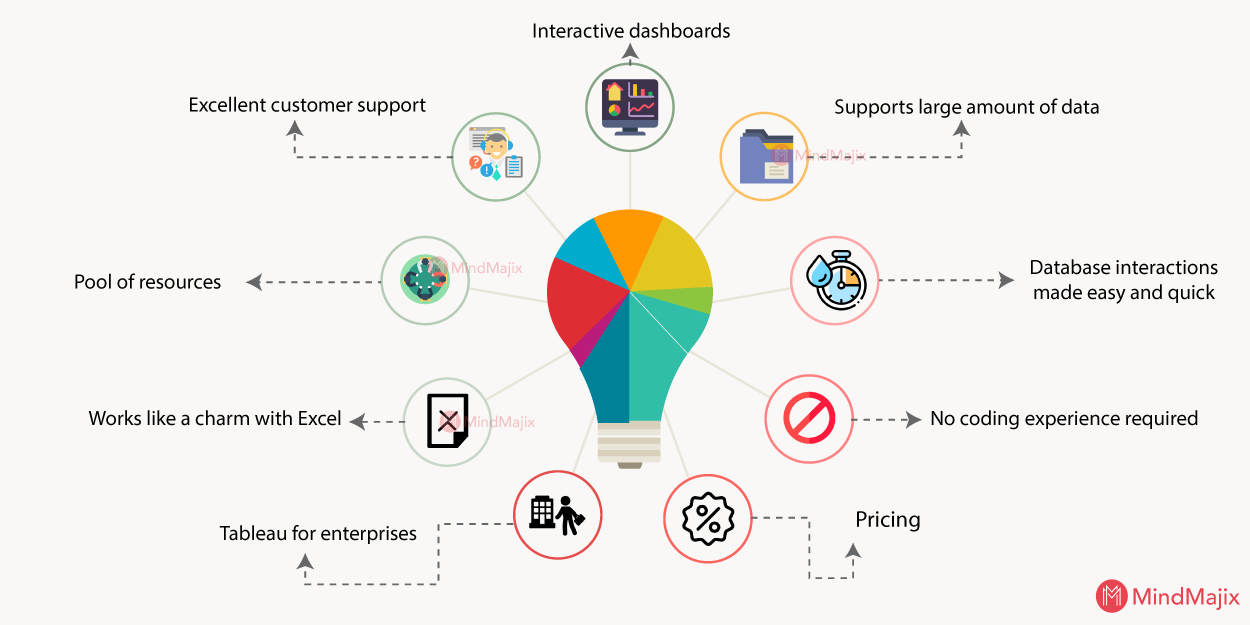 Interactive dashboards
Excellent customer support
Supports large amount of data
MindMajix
Pool of resources
MindMajix
Database interactions
made easy and quick
Works like a charm with Excel
MindMajix
No coding experience required
Tableau for enterprises
Pricing
MindMajix